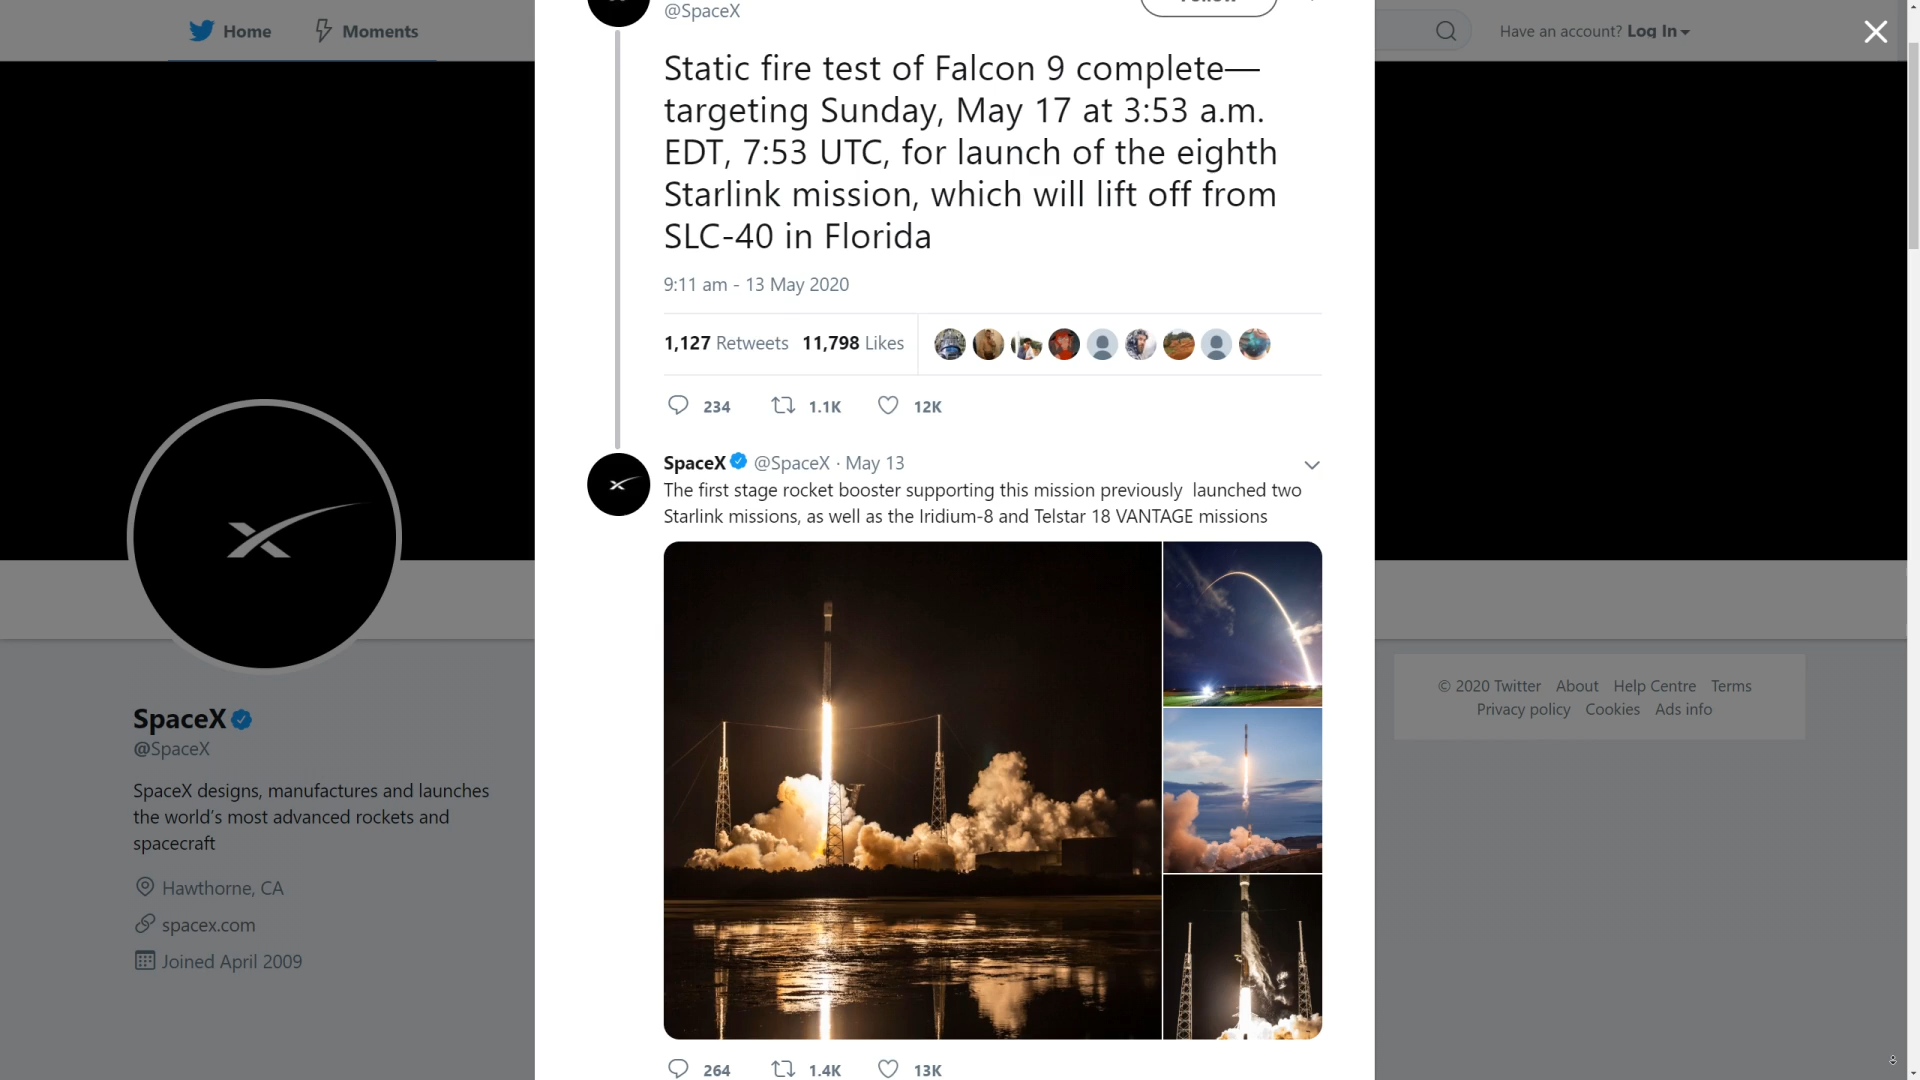 Home
Moments
Have an account? Log In
@SpaceX
Static fire test of Falcon 9 complete—
targeting Sunday, May 17 at 3:53 a.m.
EDT, 7:53 UTC, for launch of the eighth
Starlink mission, which will lift off from
SLC-40 in Florida
9:11 am - 13 May 2020
1,127 Retweets 11,798 Likes
234 1.1K 12K
SpaceX @SpaceX · May 13
The first stage rocket booster supporting this mission previously launched two
Starlink missions, as well as the Iridium-8 and Telstar 18 VANTAGE missions
264 1.4K 13K
SpaceX
@SpaceX
SpaceX designs, manufactures and launches
the world’s most advanced rockets and
spacecraft
Hawthorne, CA
spacex.com
Joined April 2009
© 2020 Twitter About Help Centre Terms
Privacy policy Cookies Ads info